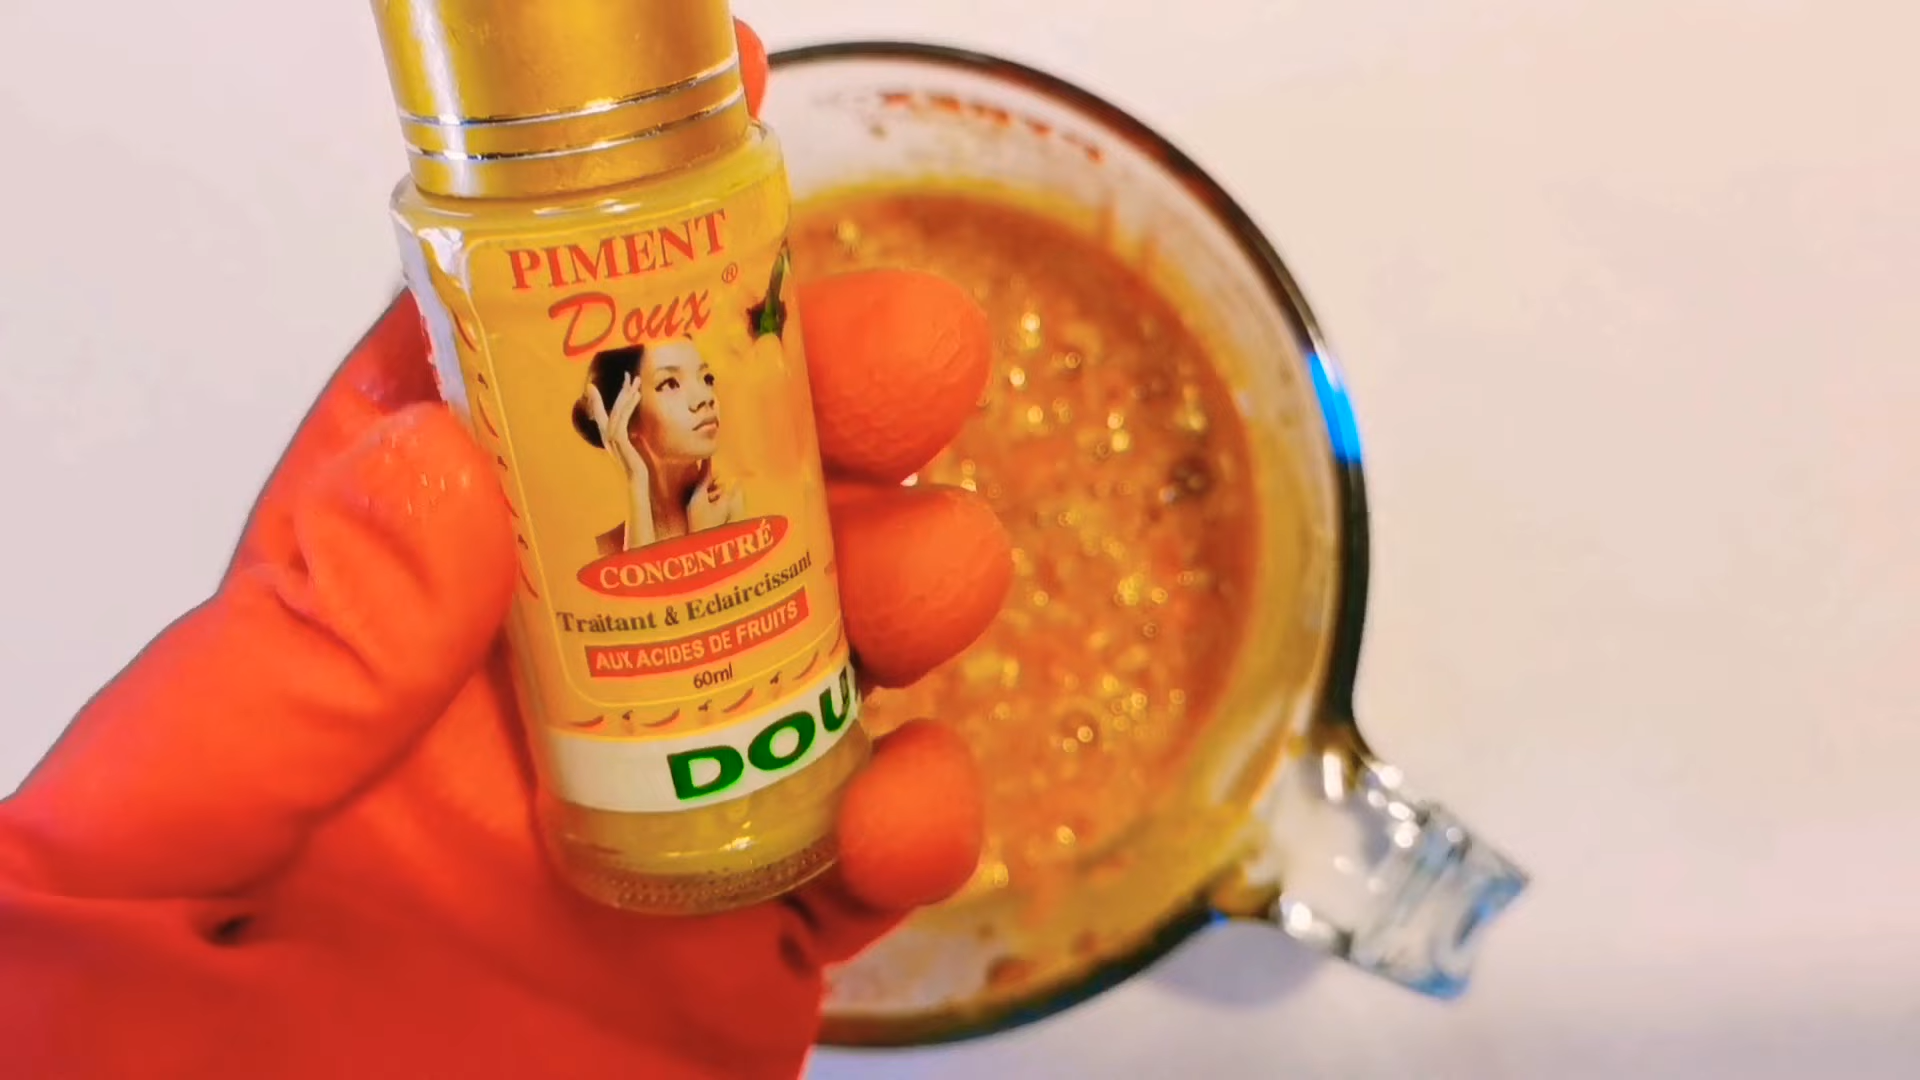 PIMENT
Doux®
CONCENTRÉ
Traitant & Eclaircissant
AUX ACIDES DE FRUITS
60ml
DOU